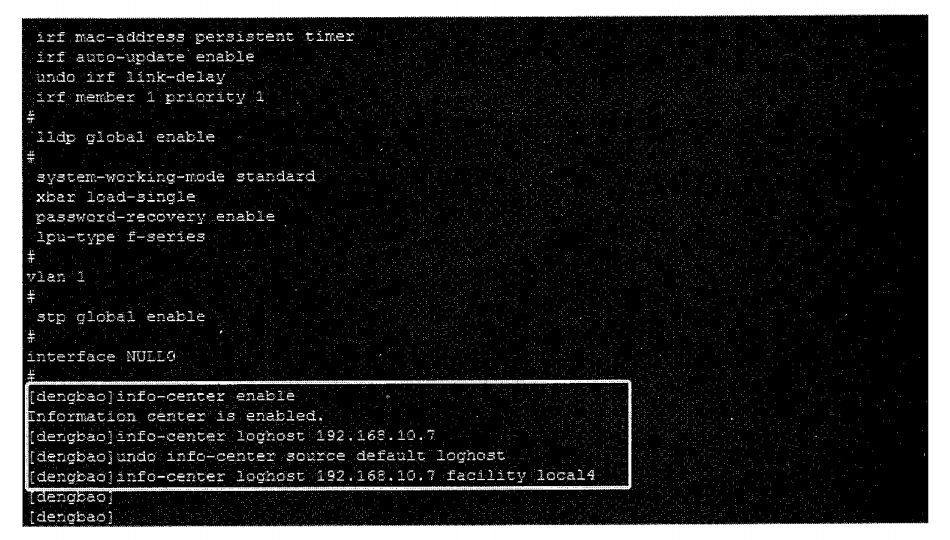 irf mac-address persistent timer
irf auto-update enable
undo irf link-delay
irf member 1 priority 1
#
lldp global enable
#
system-working-mode standard
xbar load-single
password-recovery enable
lpu-type f-series
#
vlan 1
#
stp global enable
#
interface NULL0
#
[dengbao]info-center enable
Information center is enabled.
[dengbao]info-center loghost 192.168.10.7
[dengbao]undo info-center source default loghost
[dengbao]info-center loghost 192.168.10.7 facility local4
[dengbao]
[dengbao]